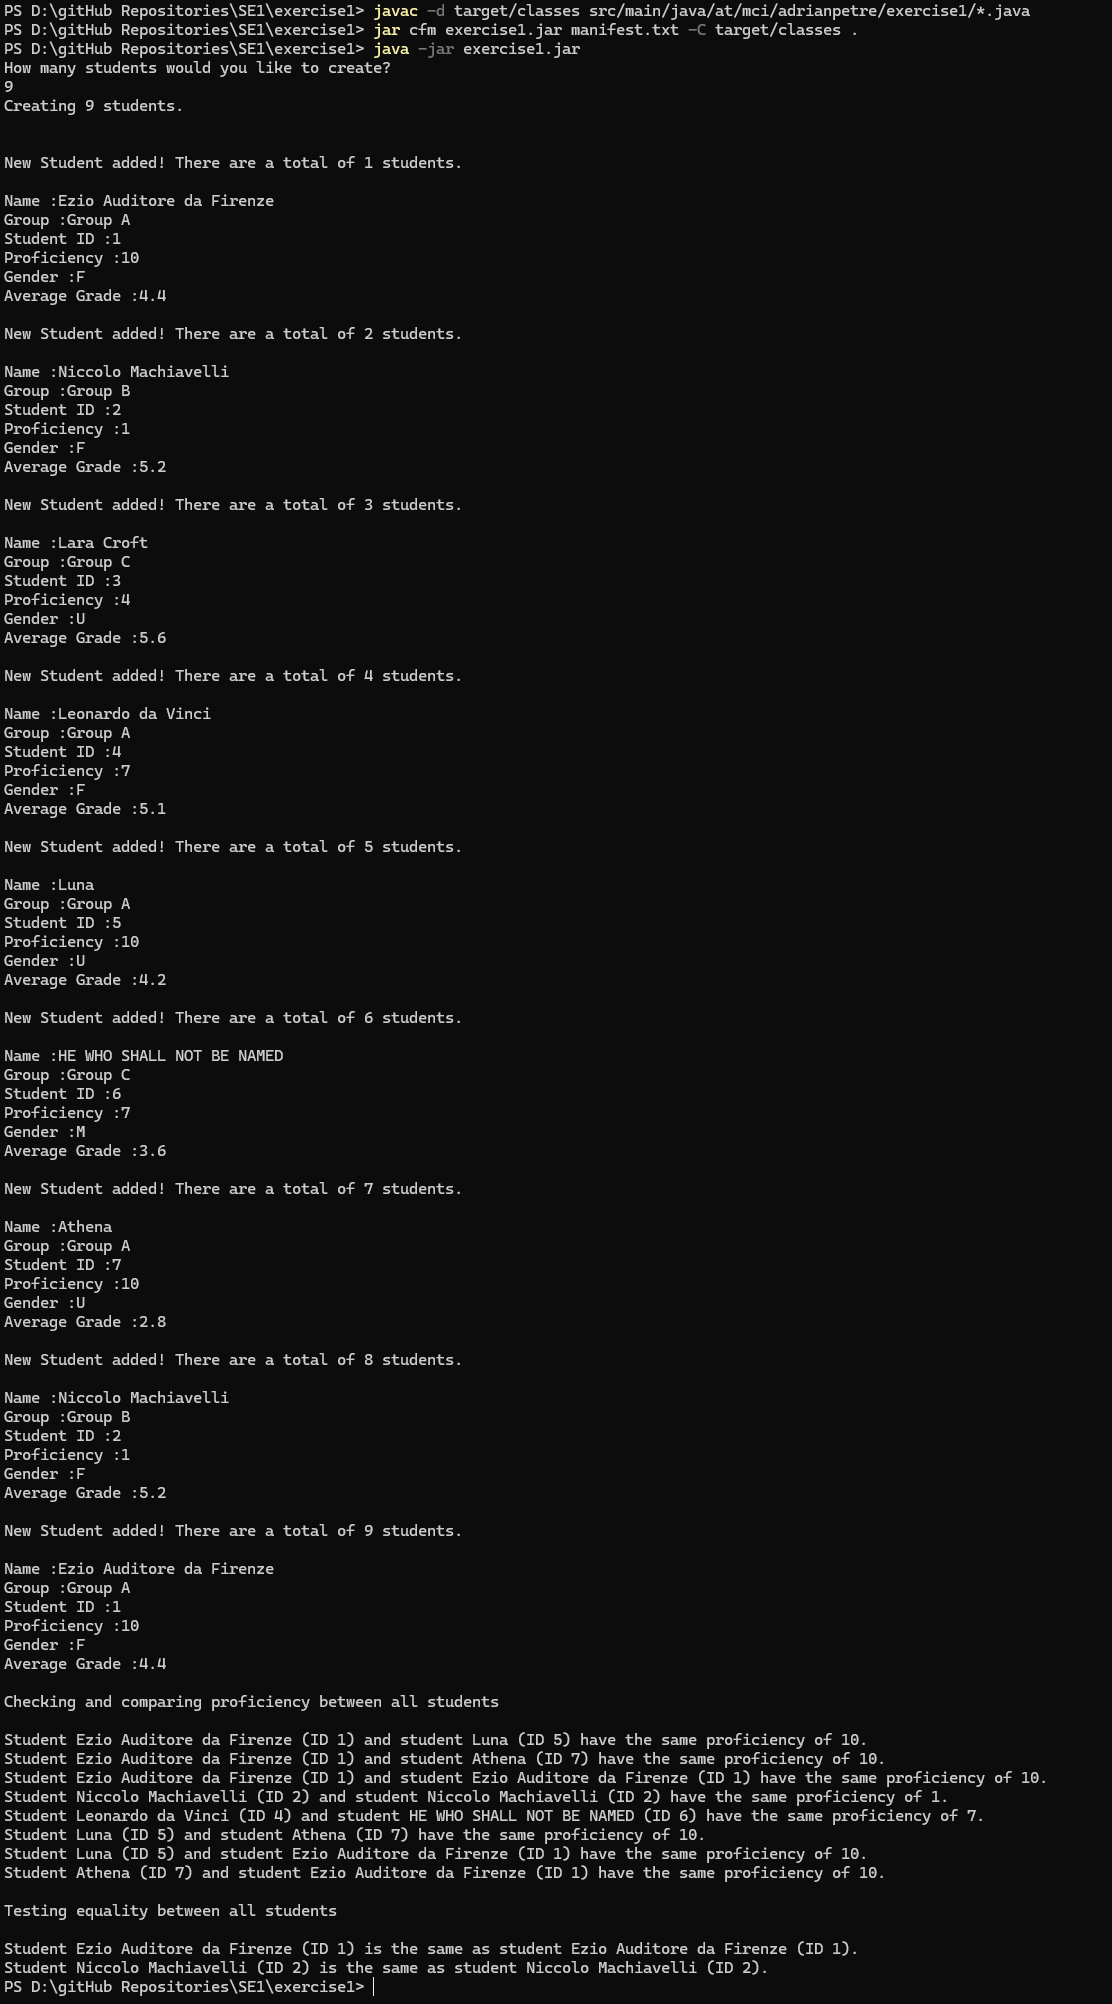 PS D:\gitHub Repositories\SE1\exercise1> javac -d target/classes src/main/java/at/mci/adrianpetre/exercise1/*.java
PS D:\gitHub Repositories\SE1\exercise1> jar cfm exercise1.jar manifest.txt -C target/classes .
PS D:\gitHub Repositories\SE1\exercise1> java -jar exercise1.jar
How many students would you like to create?
9
Creating 9 students.
New Student added! There are a total of 1 students.
Name :Ezio Auditore da Firenze
Group :Group A
Student ID :1
Proficiency :10
Gender :F
Average Grade :4.4
New Student added! There are a total of 2 students.
Name :Niccolo Machiavelli
Group :Group B
Student ID :2
Proficiency :1
Gender :F
Average Grade :5.2
New Student added! There are a total of 3 students.
Name :Lara Croft
Group :Group C
Student ID :3
Proficiency :4
Gender :U
Average Grade :5.6
New Student added! There are a total of 4 students.
Name :Leonardo da Vinci
Group :Group A
Student ID :4
Proficiency :7
Gender :F
Average Grade :5.1
New Student added! There are a total of 5 students.
Name :Luna
Group :Group A
Student ID :5
Proficiency :10
Gender :U
Average Grade :4.2
New Student added! There are a total of 6 students.
Name :HE WHO SHALL NOT BE NAMED
Group :Group C
Student ID :6
Proficiency :7
Gender :M
Average Grade :3.6
New Student added! There are a total of 7 students.
Name :Athena
Group :Group A
Student ID :7
Proficiency :10
Gender :U
Average Grade :2.8
New Student added! There are a total of 8 students.
Name :Niccolo Machiavelli
Group :Group B
Student ID :2
Proficiency :1
Gender :F
Average Grade :5.2
New Student added! There are a total of 9 students.
Name :Ezio Auditore da Firenze
Group :Group A
Student ID :1
Proficiency :10
Gender :F
Average Grade :4.4
Checking and comparing proficiency between all students
Student Ezio Auditore da Firenze (ID 1) and student Luna (ID 5) have the same proficiency of 10.
Student Ezio Auditore da Firenze (ID 1) and student Athena (ID 7) have the same proficiency of 10.
Student Ezio Auditore da Firenze (ID 1) and student Ezio Auditore da Firenze (ID 1) have the same proficiency of 10.
Student Niccolo Machiavelli (ID 2) and student Niccolo Machiavelli (ID 2) have the same proficiency of 1.
Student Leonardo da Vinci (ID 4) and student HE WHO SHALL NOT BE NAMED (ID 6) have the same proficiency of 7.
Student Luna (ID 5) and student Athena (ID 7) have the same proficiency of 10.
Student Luna (ID 5) and student Ezio Auditore da Firenze (ID 1) have the same proficiency of 10.
Student Athena (ID 7) and student Ezio Auditore da Firenze (ID 1) have the same proficiency of 10.
Testing equality between all students
Student Ezio Auditore da Firenze (ID 1) is the same as student Ezio Auditore da Firenze (ID 1).
Student Niccolo Machiavelli (ID 2) is the same as student Niccolo Machiavelli (ID 2).
PS D:\gitHub Repositories\SE1\exercise1>